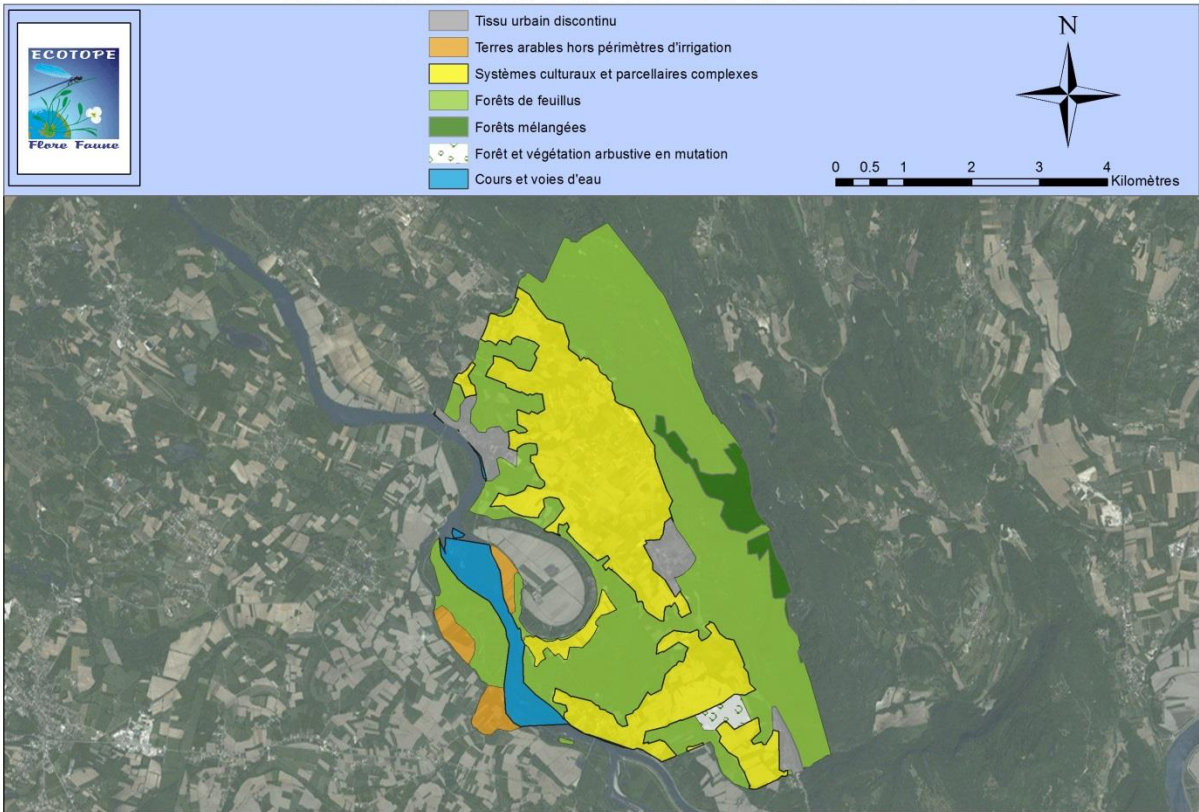 ECOTOPE
Flore Faune
Tissu urbain discontinu
Terres arables hors périmètres d'irrigation
Systèmes culturaux et parcellaires complexes
Forêts de feuillus
Forêts mélangées
Forêt et végétation arbustive en mutation
Cours et voies d'eau
N
0 0.5 1 2 3 4
Kilomètres